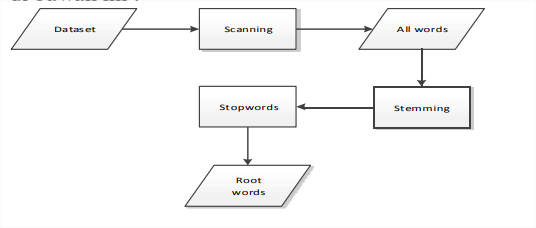 Dataset
Scanning
All words
Stemming
Stopwords
Root
words